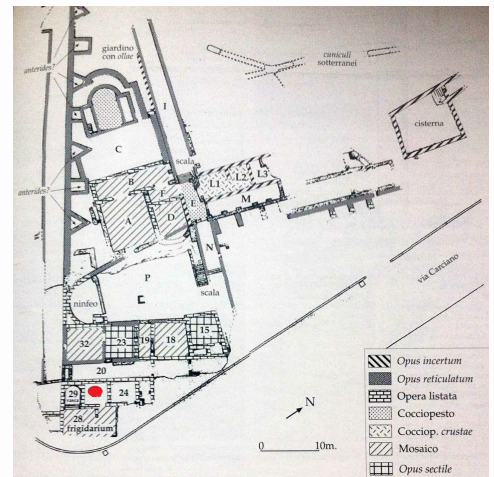 giardino
con ollae
cuniculi
sotterranei
anterides?
I
cisterna
C
scala
B
F
L1
L2
L3
anterides?
E
M
A
D
N
P
via Carciano
scala
ninfeo
32
23
19
18
15
20
29
24
28
frigidarium
N
0
10m.
Opus incertum
Opus reticulatum
Opera listata
Cocciopesto
Cocciop. crustae
Mosaico
Opus sectile